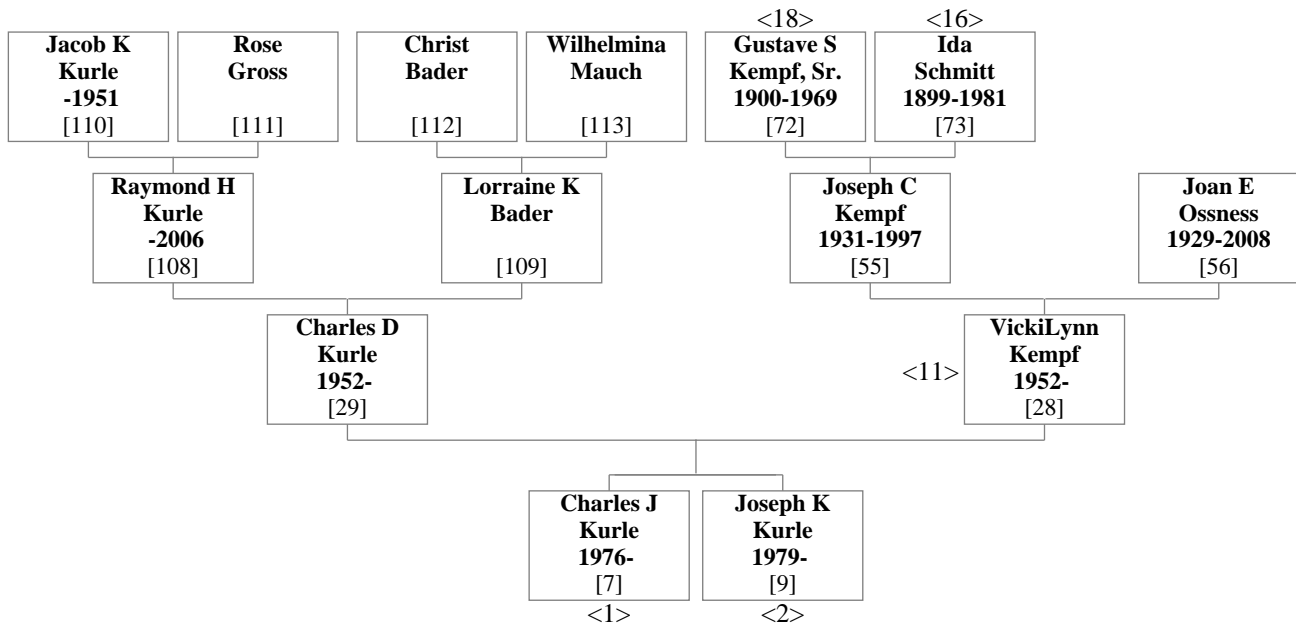 <18>
<16>
Jacob K
Kurle
-1951
[110]
Rose
Gross
[111]
Christ
Bader
[112]
Wilhelmina
Mauch
[113]
Gustave S
Kempf, Sr.
1900-1969
[72]
Ida
Schmitt
1899-1981
[73]
Raymond H
Kurle
-2006
[108]
Lorraine K
Bader
[109]
Joseph C
Kempf
1931-1997
[55]
Joan E
Ossness
1929-2008
[56]
Charles D
Kurle
1952-
[29]
<11>
VickiLynn
Kempf
1952-
[28]
Charles J
Kurle
1976-
[7]
<1>
Joseph K
Kurle
1979-
[9]
<2>